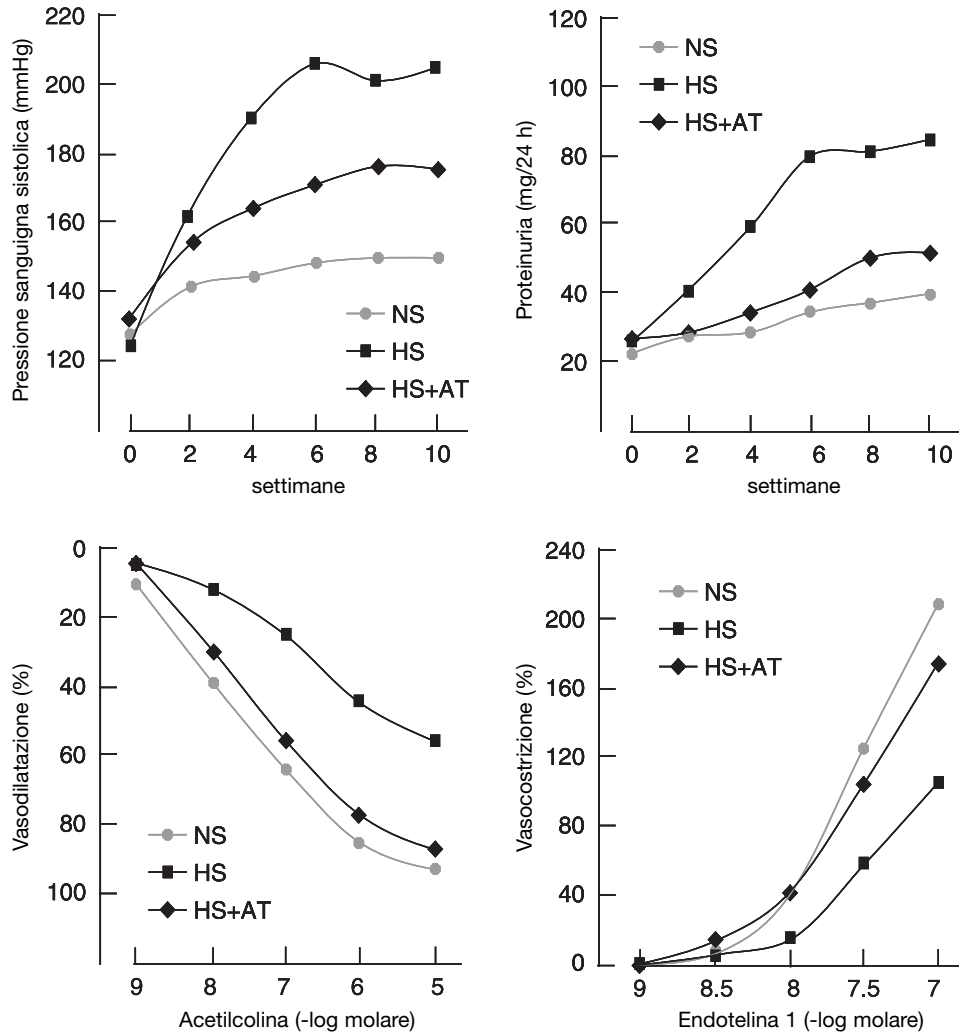 Pressione sanguigna sistolica (mmHg)
220
200
180
160
140
120
NS
HS
HS+AT
0 2 4 6 8 10
settimane
Proteinuria (mg/24 h)
120
100
80
60
40
20
NS
HS
HS+AT
0 2 4 6 8 10
settimane
Vasodilatazione (%)
0
20
40
60
80
100
NS
HS
HS+AT
9 8 7 6 5
Acetilcolina (-log molare)
Vasocostrizione (%)
240
200
160
120
80
40
0
NS
HS
HS+AT
9 8.5 8 7.5 7
Endotelina 1 (-log molare)